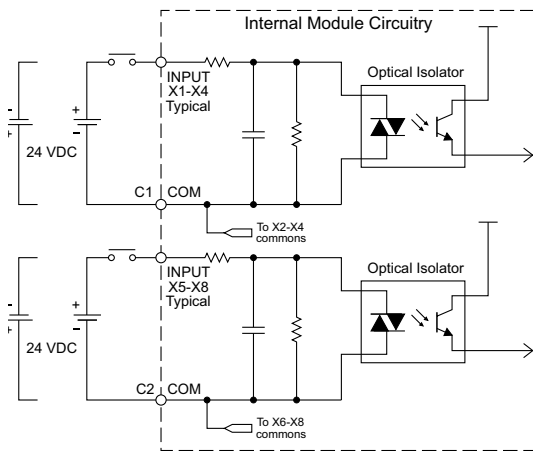 Internal Module Circuitry
INPUT
X1-X4
Typical
Optical Isolator
-
+
+
-
24 VDC
C1
COM
To X2-X4
commons
INPUT
X5-X8
Typical
Optical Isolator
-
+
+
-
24 VDC
C2
COM
To X6-X8
commons